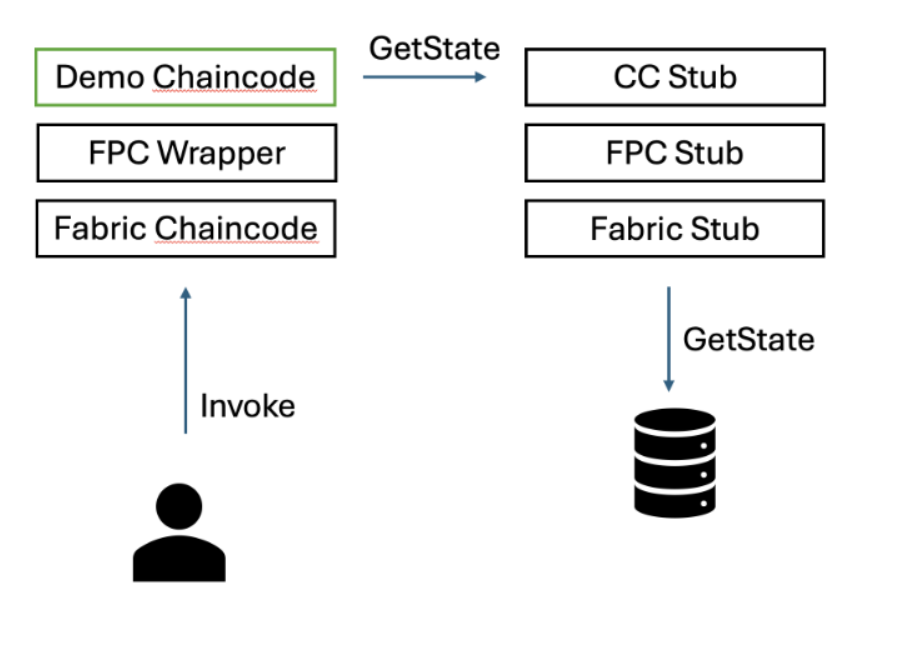 GetState
Demo Chaincode
CC Stub
FPC Wrapper
FPC Stub
Fabric Chaincode
Fabric Stub
GetState
Invoke